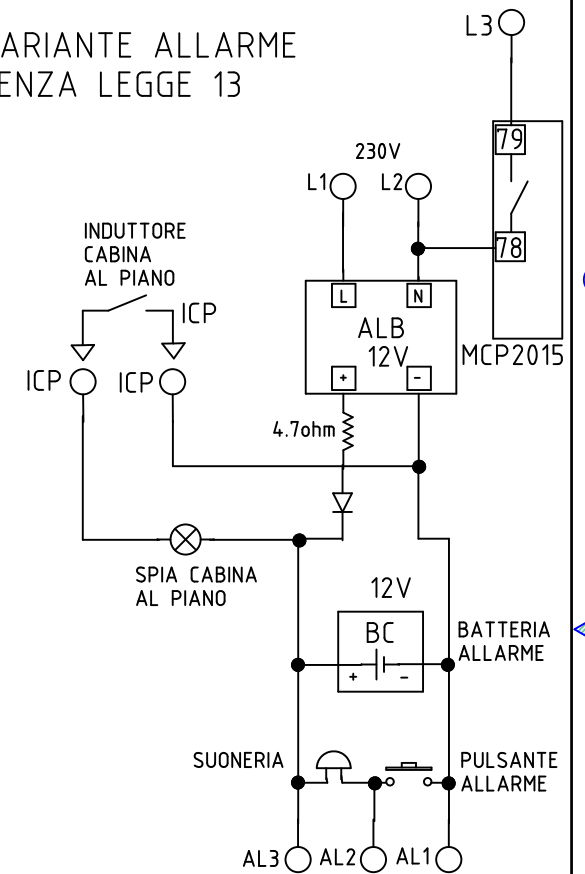 ARIANTE ALLARME
ENZA LEGGE 13
L3
79
78
MCP2015
230V
L1
L2
L
N
ALB
12V
+
-
4.7ohm
INDUTTORE
CABINA
AL PIANO
ICP
ICP
ICP
SPIA CABINA
AL PIANO
12V
BC
+
-
BATTERIA
ALLARME
SUONERIA
PULSANTE
ALLARME
AL3
AL2
AL1